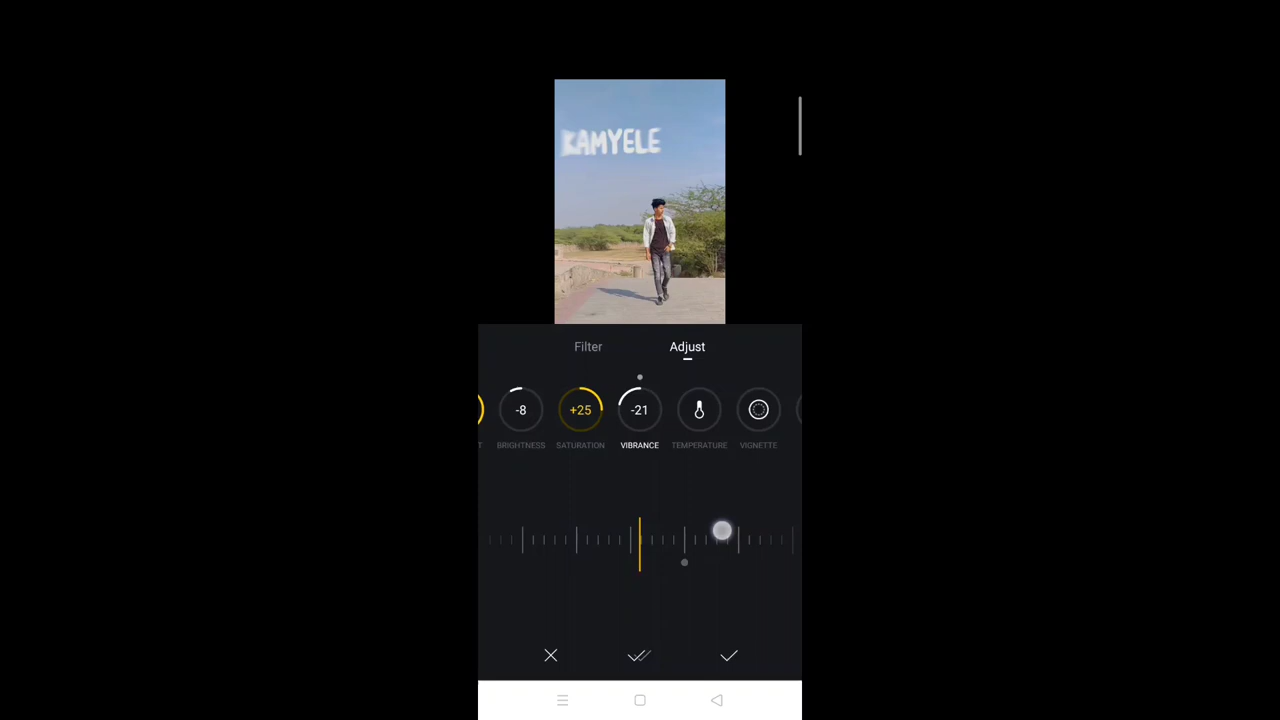 KAMYELE
Filter Adjust
-8 +25 -21
T BRIGHTNESS SATURATION VIBRANCE TEMPERATURE VIGNETTE